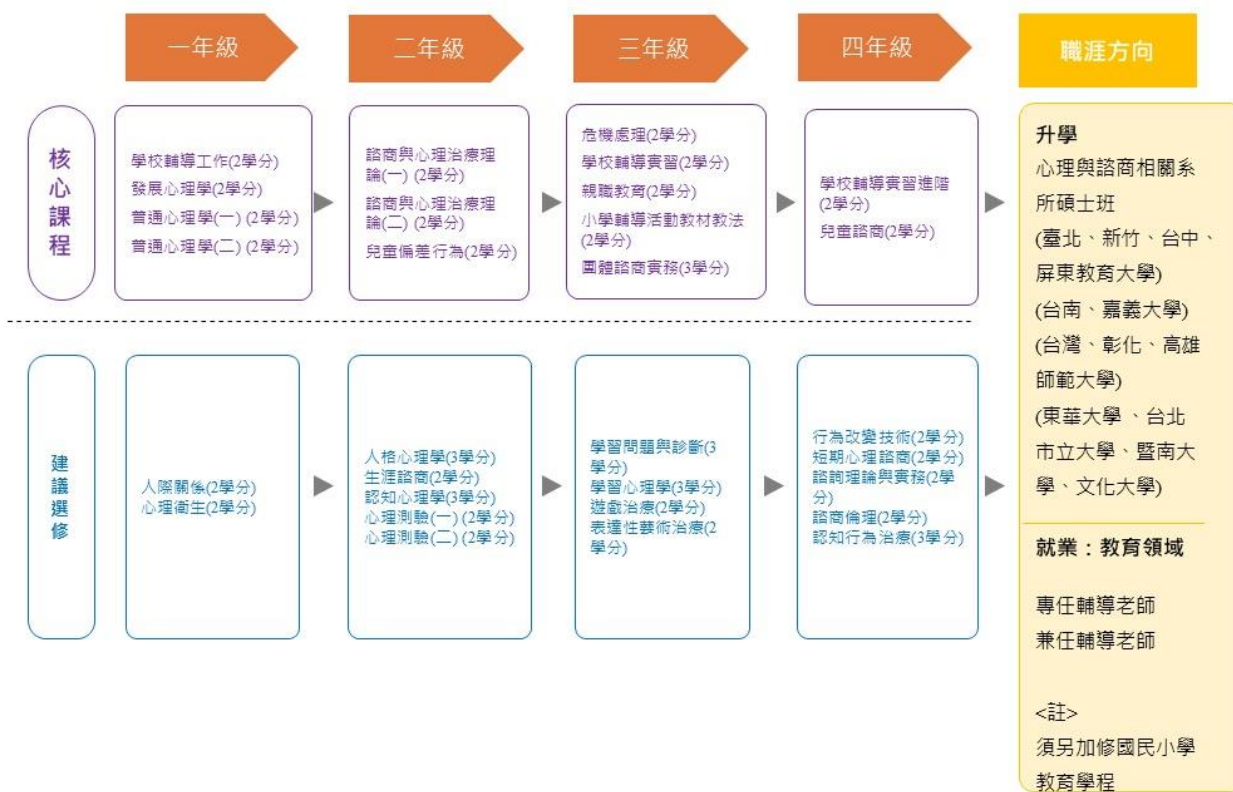 一年級
二年級
三年級
四年級
職涯方向
核
心
課
程
學校輔導工作(2學分)
發展心理學(2學分)
普通心理學(一) (2學分)
普通心理學(二) (2學分)
諮商與心理治療理
論(一) (2學分)
諮商與心理治療理
論(二) (2學分)
兒童偏差行為(2學分)
危機處理(2學分)
學校輔導實習(2學分)
親職教育(2學分)
小學輔導活動教材教法
(2學分)
團體諮商實務(3學分)
學校輔導實習進階
(2學分)
兒童諮商(2學分)
建
議
選
修
人際關係(2學分)
心理衛生(2學分)
人格心理學(3學分)
生涯諮商(2學分)
認知心理學(3學分)
心理測驗(一) (2學分)
心理測驗(二) (2學分)
學習問題與診斷(3
學分)
學習心理學(3學分)
遊戲治療(2學分)
表達性藝術治療(2
學分)
行為改變技術(2學分)
短期心理諮商(2學分)
諮詢理論與實務(2學
分)
諮商倫理(2學分)
認知行為治療(3學分)
升學
心理與諮商相關系
所碩士班
(臺北、新竹、台中、
屏東教育大學)
(台南、嘉義大學)
(台灣、彰化、高雄
師範大學)
(東華大學 、台北
市立大學、暨南大
學、文化大學)
就業：教育領域
專任輔導老師
兼任輔導老師
<註>
須另加修國民小學
教育學程